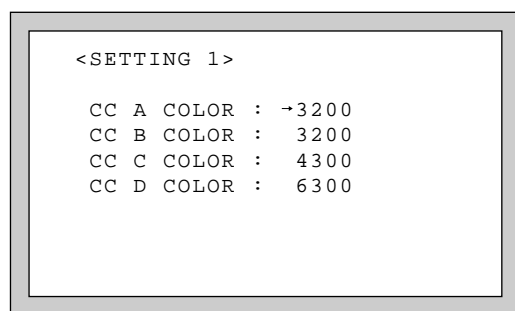 <SETTING 1>
CC A COLOR : →3200
CC B COLOR : 3200
CC C COLOR : 4300
CC D COLOR : 6300